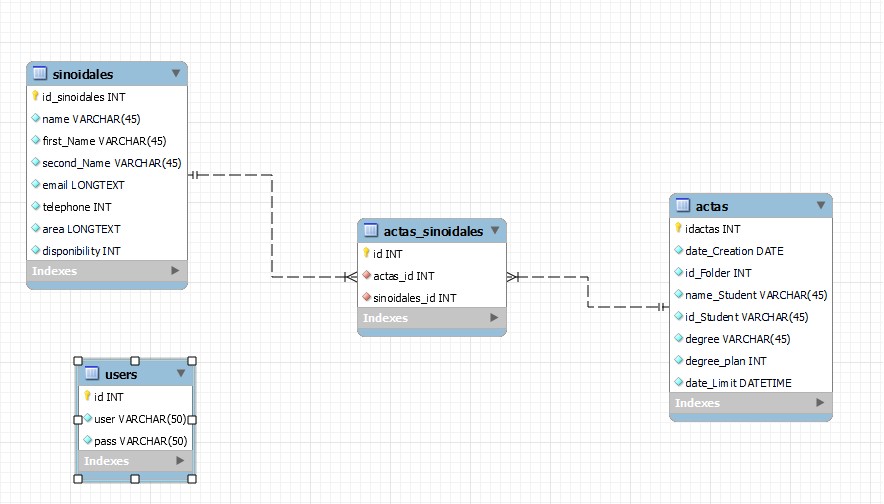 sinoidales
id_sinoidales INT
name VARCHAR(45)
first_Name VARCHAR(45)
second_Name VARCHAR(45)
email LONGTEXT
telephone INT
area LONGTEXT
disponibility INT
Indexes
actas_sinoidales
id INT
actas_id INT
sinoidales_id INT
Indexes
actas
idactas INT
date_Creation DATE
id_Folder INT
name_Student VARCHAR(45)
id_Student VARCHAR(45)
degree VARCHAR(45)
degree_plan INT
date_Limit DATETIME
Indexes
users
id INT
user VARCHAR(50)
pass VARCHAR(50)
Indexes